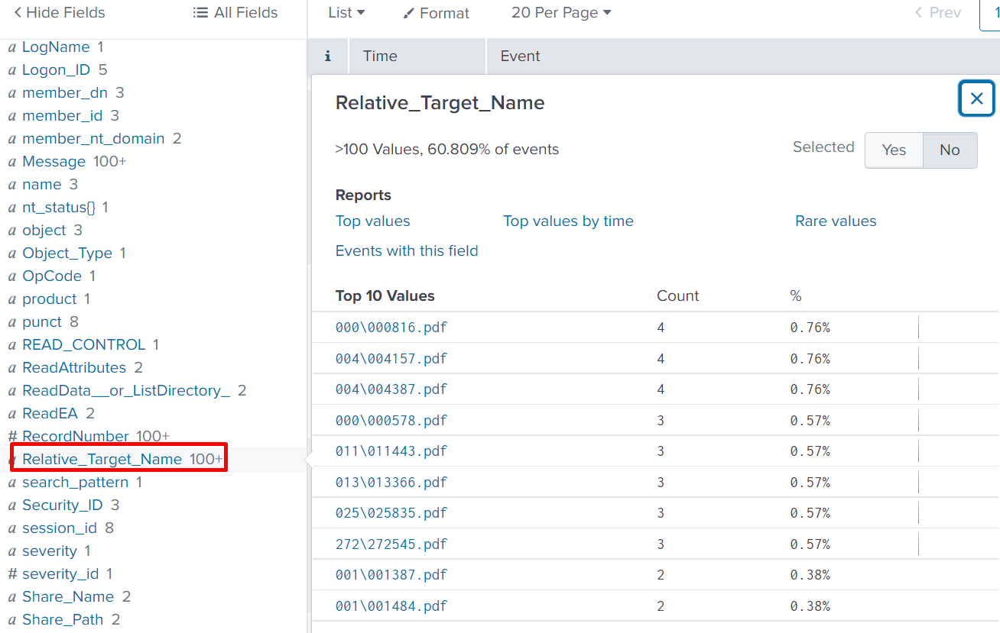 Hide Fields
All Fields
a LogName 1
a Logon_ID 5
a member_dn 3
a member_id 3
a member_nt_domain 2
a Message 100+
a name 3
a nt_status{} 1
a object 3
a Object_Type 1
a OpCode 1
a product 1
a punct 8
a READ_CONTROL 1
a ReadAttributes 2
a ReadData__or_ListDirectory_ 2
a ReadEA 2
# RecordNumber 100+
a Relative_Target_Name 100+
a search_pattern 1
a Security_ID 3
a session_id 8
a severity 1
# severity_id 1
a Share_Name 2
a Share_Path 2
List Format 20 Per Page Prev 1
i Time Event
Relative_Target_Name
>100 Values, 60.809% of events
Selected Yes No
Reports
Top values Top values by time Rare values
Events with this field
Top 10 Values Count %
000\000816.pdf 4 0.76%
004\004157.pdf 4 0.76%
004\004387.pdf 4 0.76%
000\000578.pdf 3 0.57%
011\011443.pdf 3 0.57%
013\013366.pdf 3 0.57%
025\025835.pdf 3 0.57%
272\272545.pdf 3 0.57%
001\001387.pdf 2 0.38%
001\001484.pdf 2 0.38%